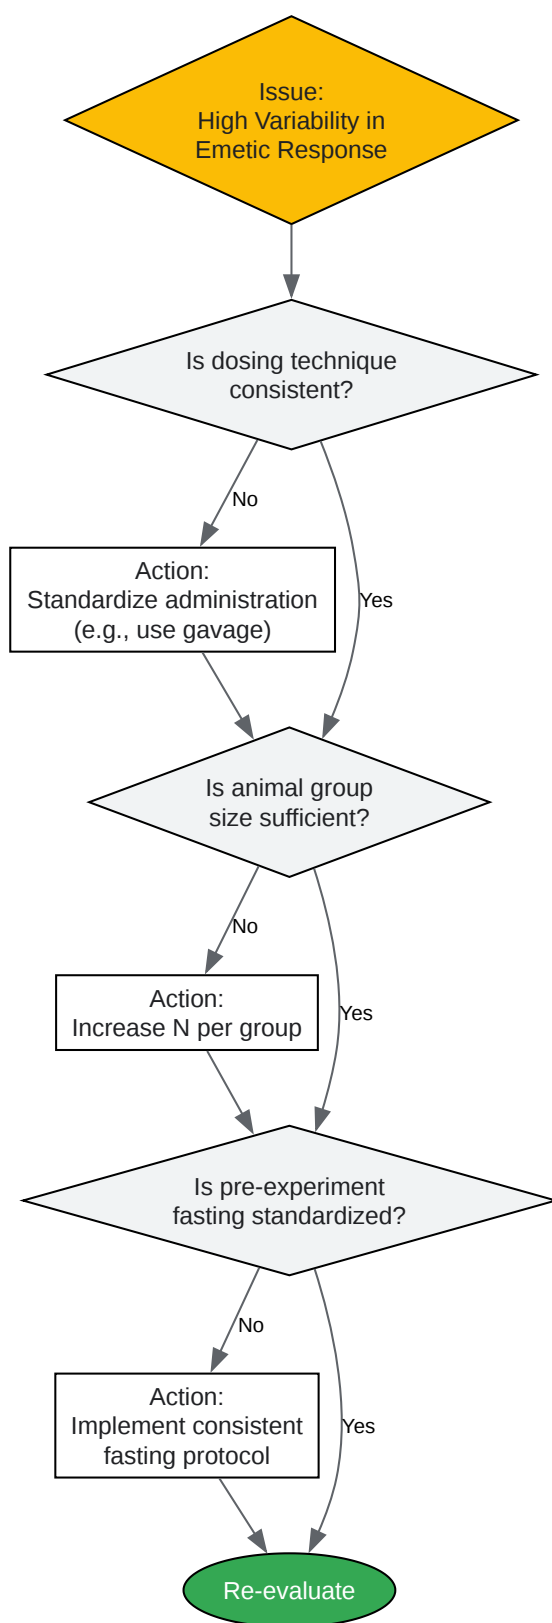 Issue:
High Variability in
Emetic Response
Is dosing technique
consistent?
No
Action:
Standardize administration
(e.g., use gavage)
Yes
Is animal group
size sufficient?
No
Action:
Increase N per group
Yes
Is pre-experiment
fasting standardized?
No
Action:
Implement consistent
fasting protocol
Yes
Re-evaluate